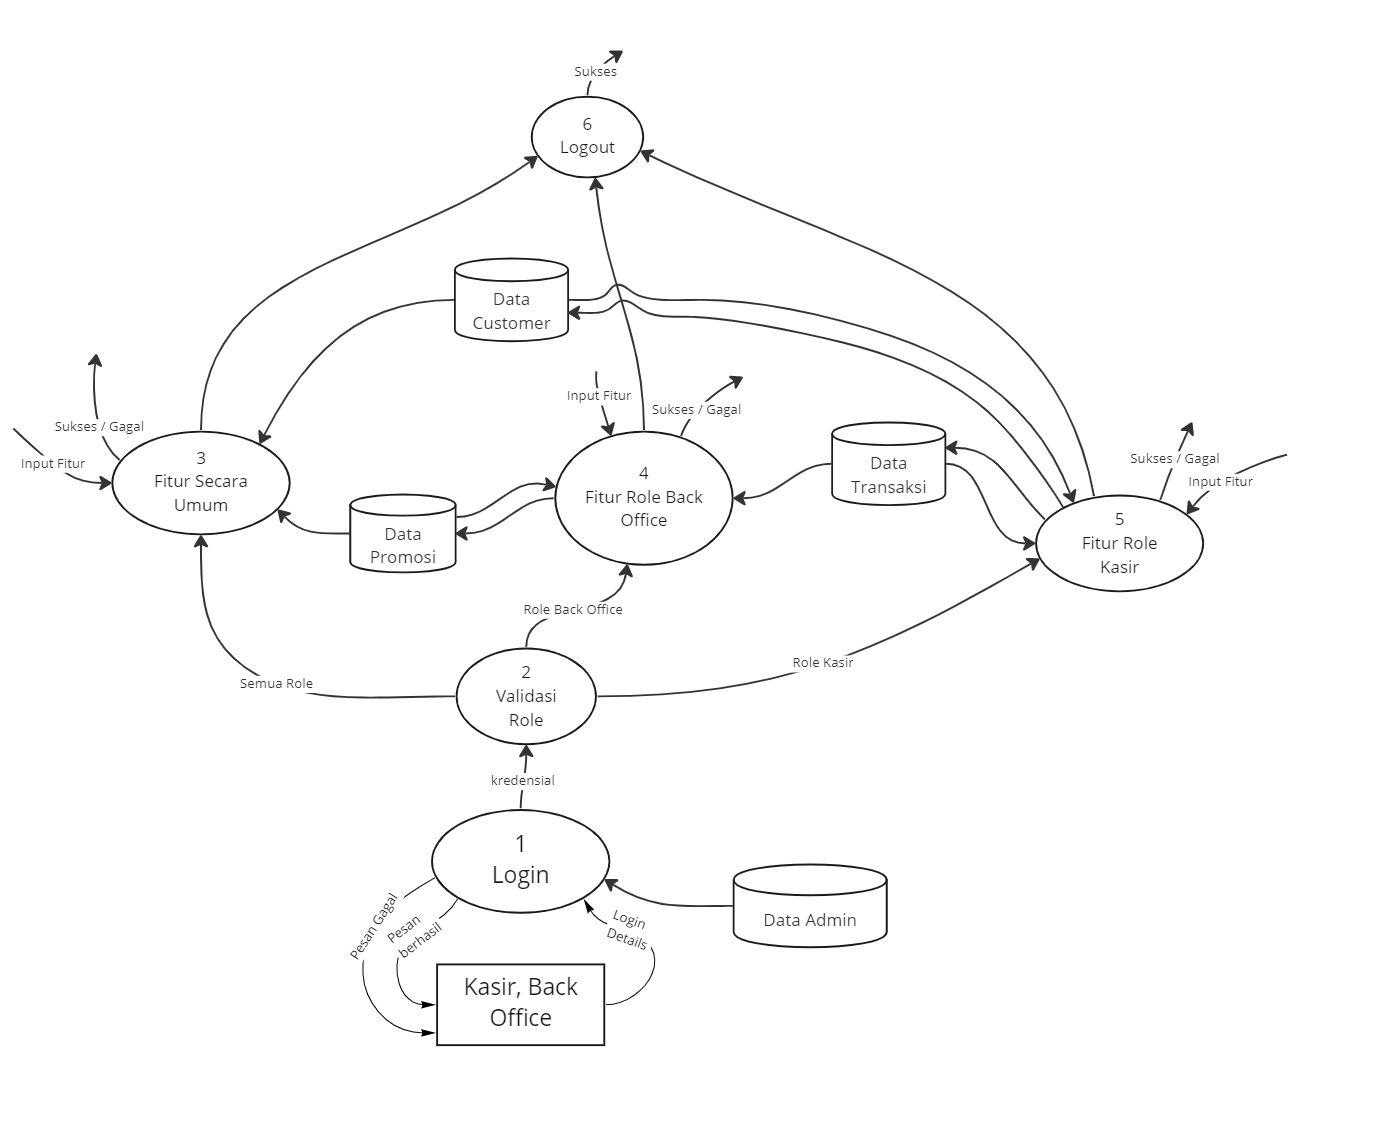 Sukses
6
Logout
Data
Customer
Input Fitur
Sukses / Gagal
Sukses / Gagal
Input Fitur
3
Fitur Secara
Umum
4
Fitur Role Back
Office
Data
Transaksi
Sukses / Gagal
Input Fitur
Data
Promosi
5
Fitur Role
Kasir
Role Back Office
Role Kasir
Semua Role
2
Validasi
Role
kredensial
1
Login
Pesan Gagal
Pesan
berhasil
Login
Details
Data Admin
Kasir, Back
Office